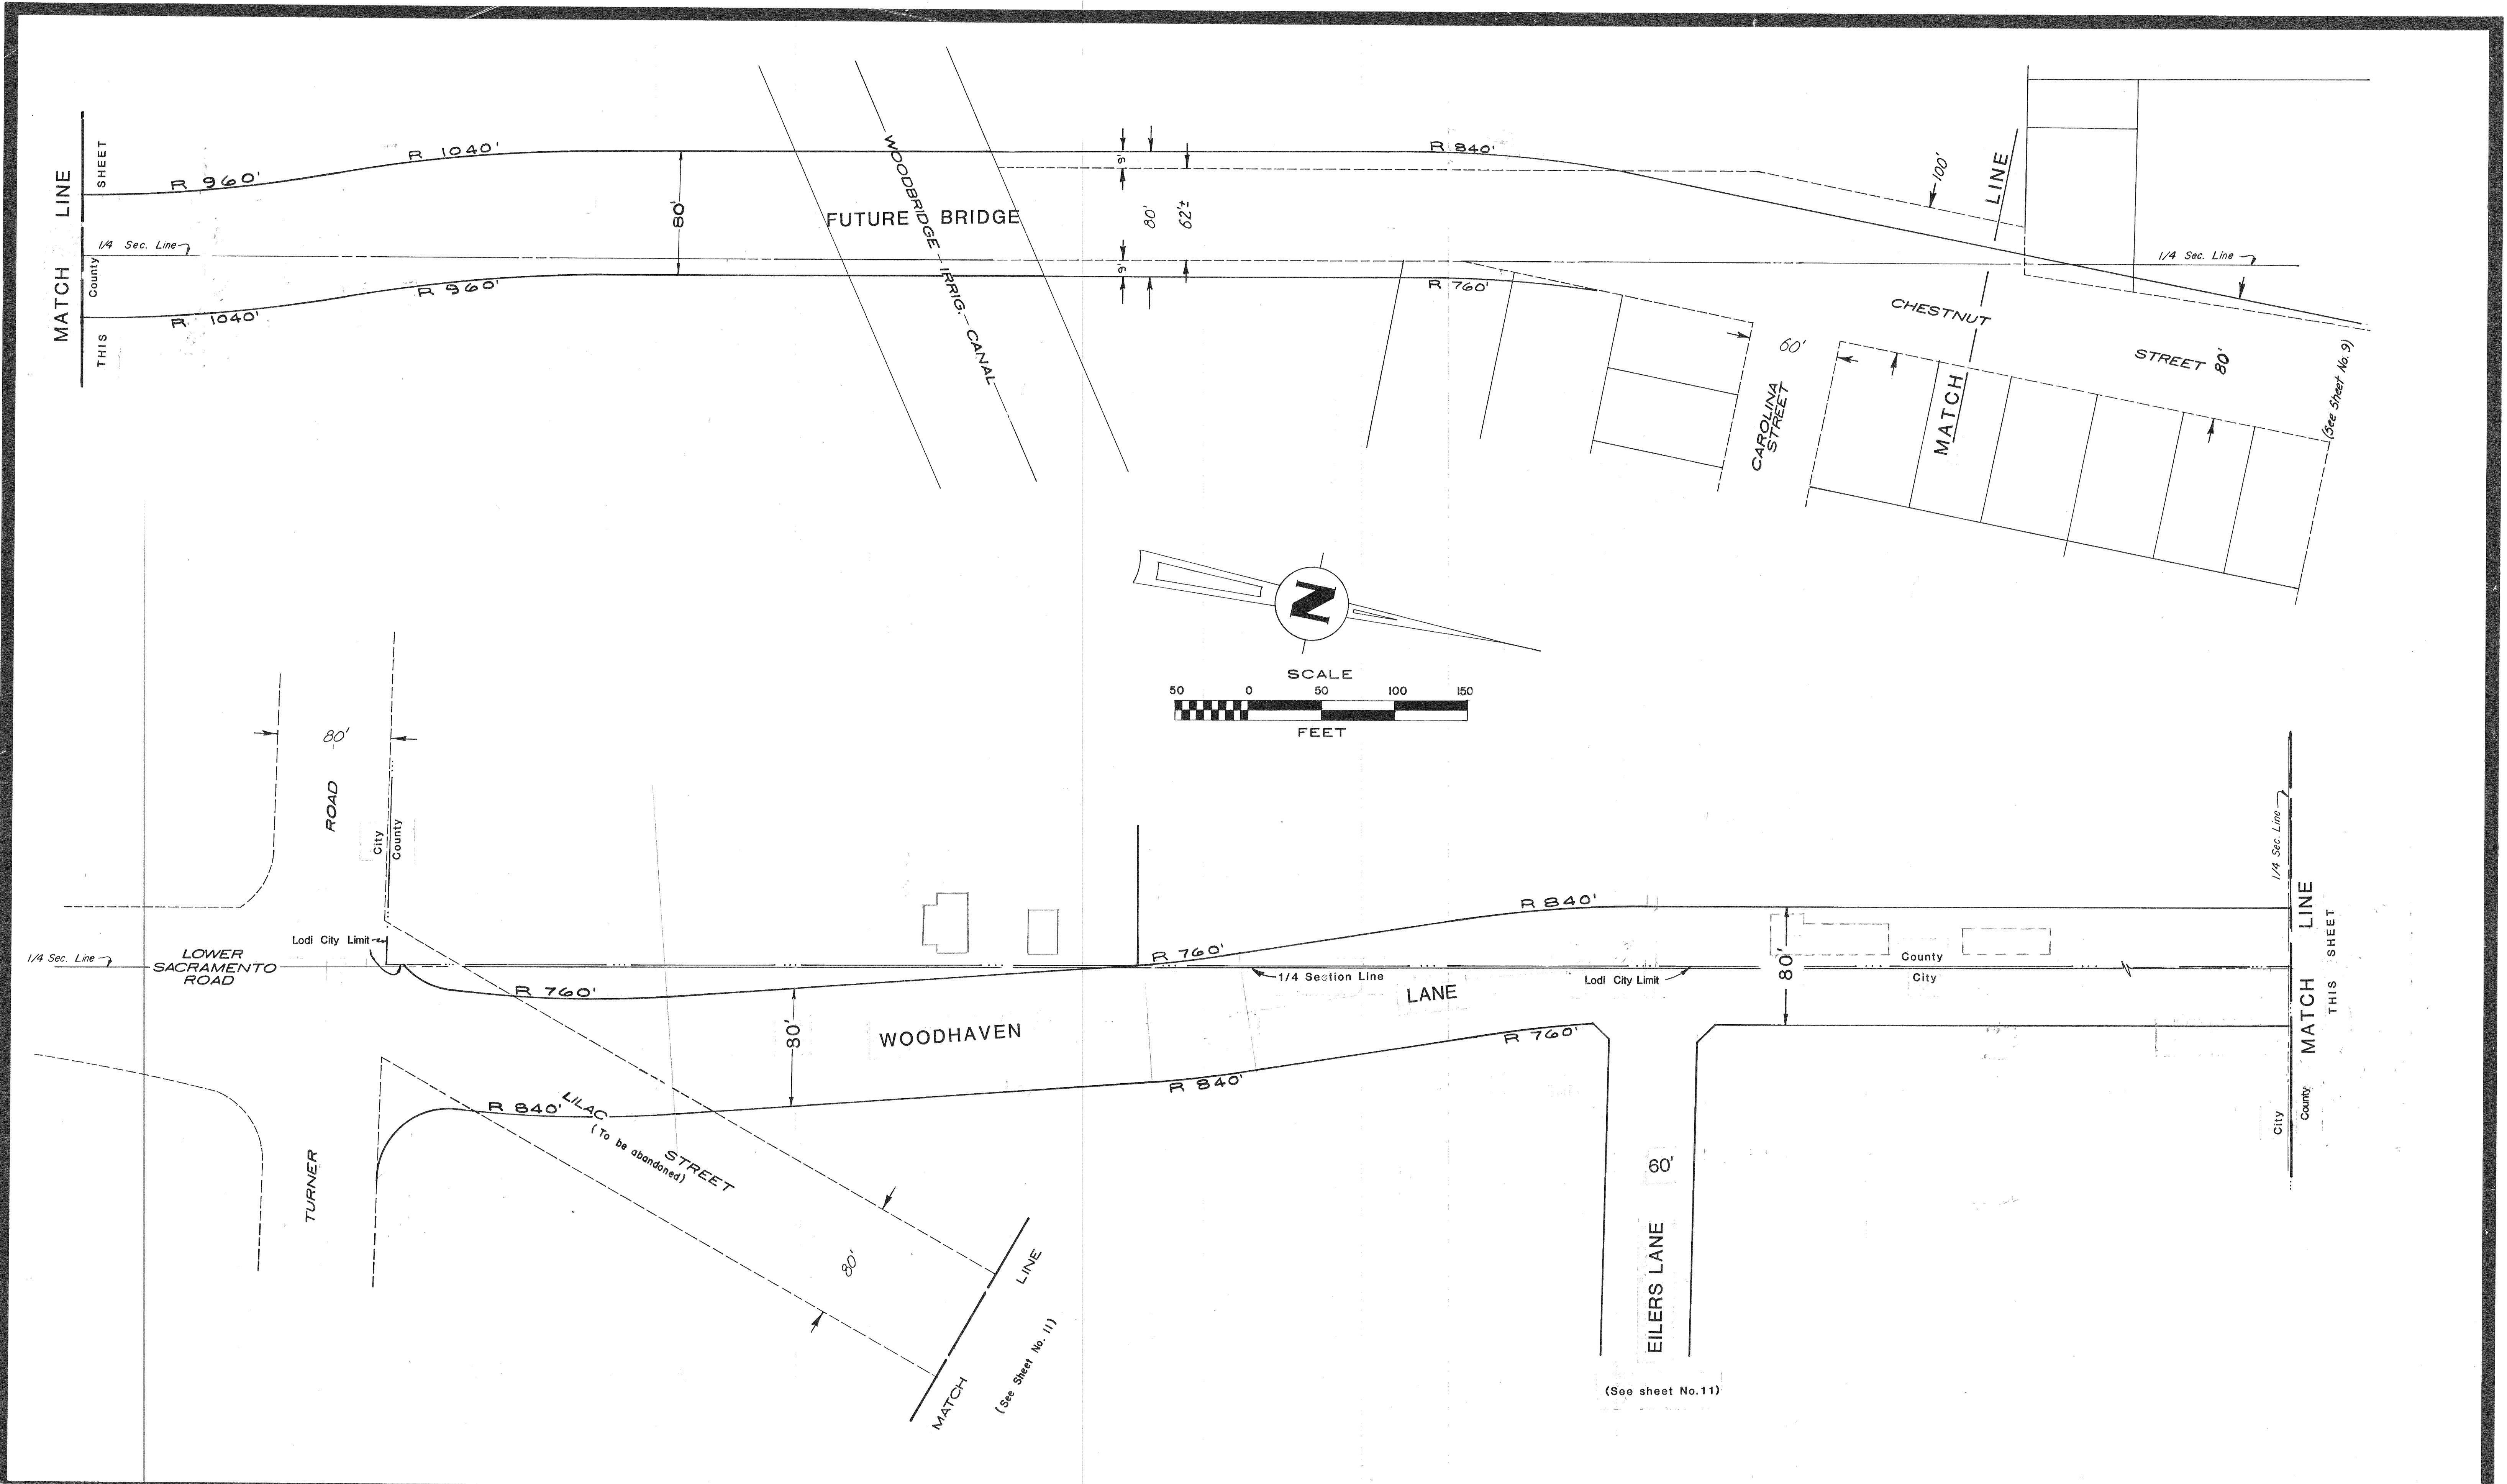 MATCH LINE
THIS SHEET
County
1/4 Sec. Line
R 960'
R 1040'
R 1040'
R 960'
80'
FUTURE BRIDGE
WOODBRIDGE IRRIG. CANAL
80'
62'±
R 840'
R 760'
100'
MATCH LINE
1/4 Sec. Line
CHESTNUT
STREET 80'
(See Sheet No. 9)
60'
CAROLINA
STREET
N
SCALE
50 0 50 100 150
FEET
80'
ROAD
City
County
Lodi City Limit
1/4 Sec. Line
LOWER
SACRAMENTO
ROAD
TURNER
R 760'
R 840'
80'
WOODHAVEN
LANE
LILAC
STREET
(To be abandoned)
80'
MATCH LINE
(See Sheet No. 11)
R 760'
R 840'
1/4 Section Line
R 840'
R 760'
Lodi City Limit
80'
County
City
60'
EILERS LANE
(See sheet No.11)
1/4 Sec. Line
MATCH LINE
THIS SHEET
City
County